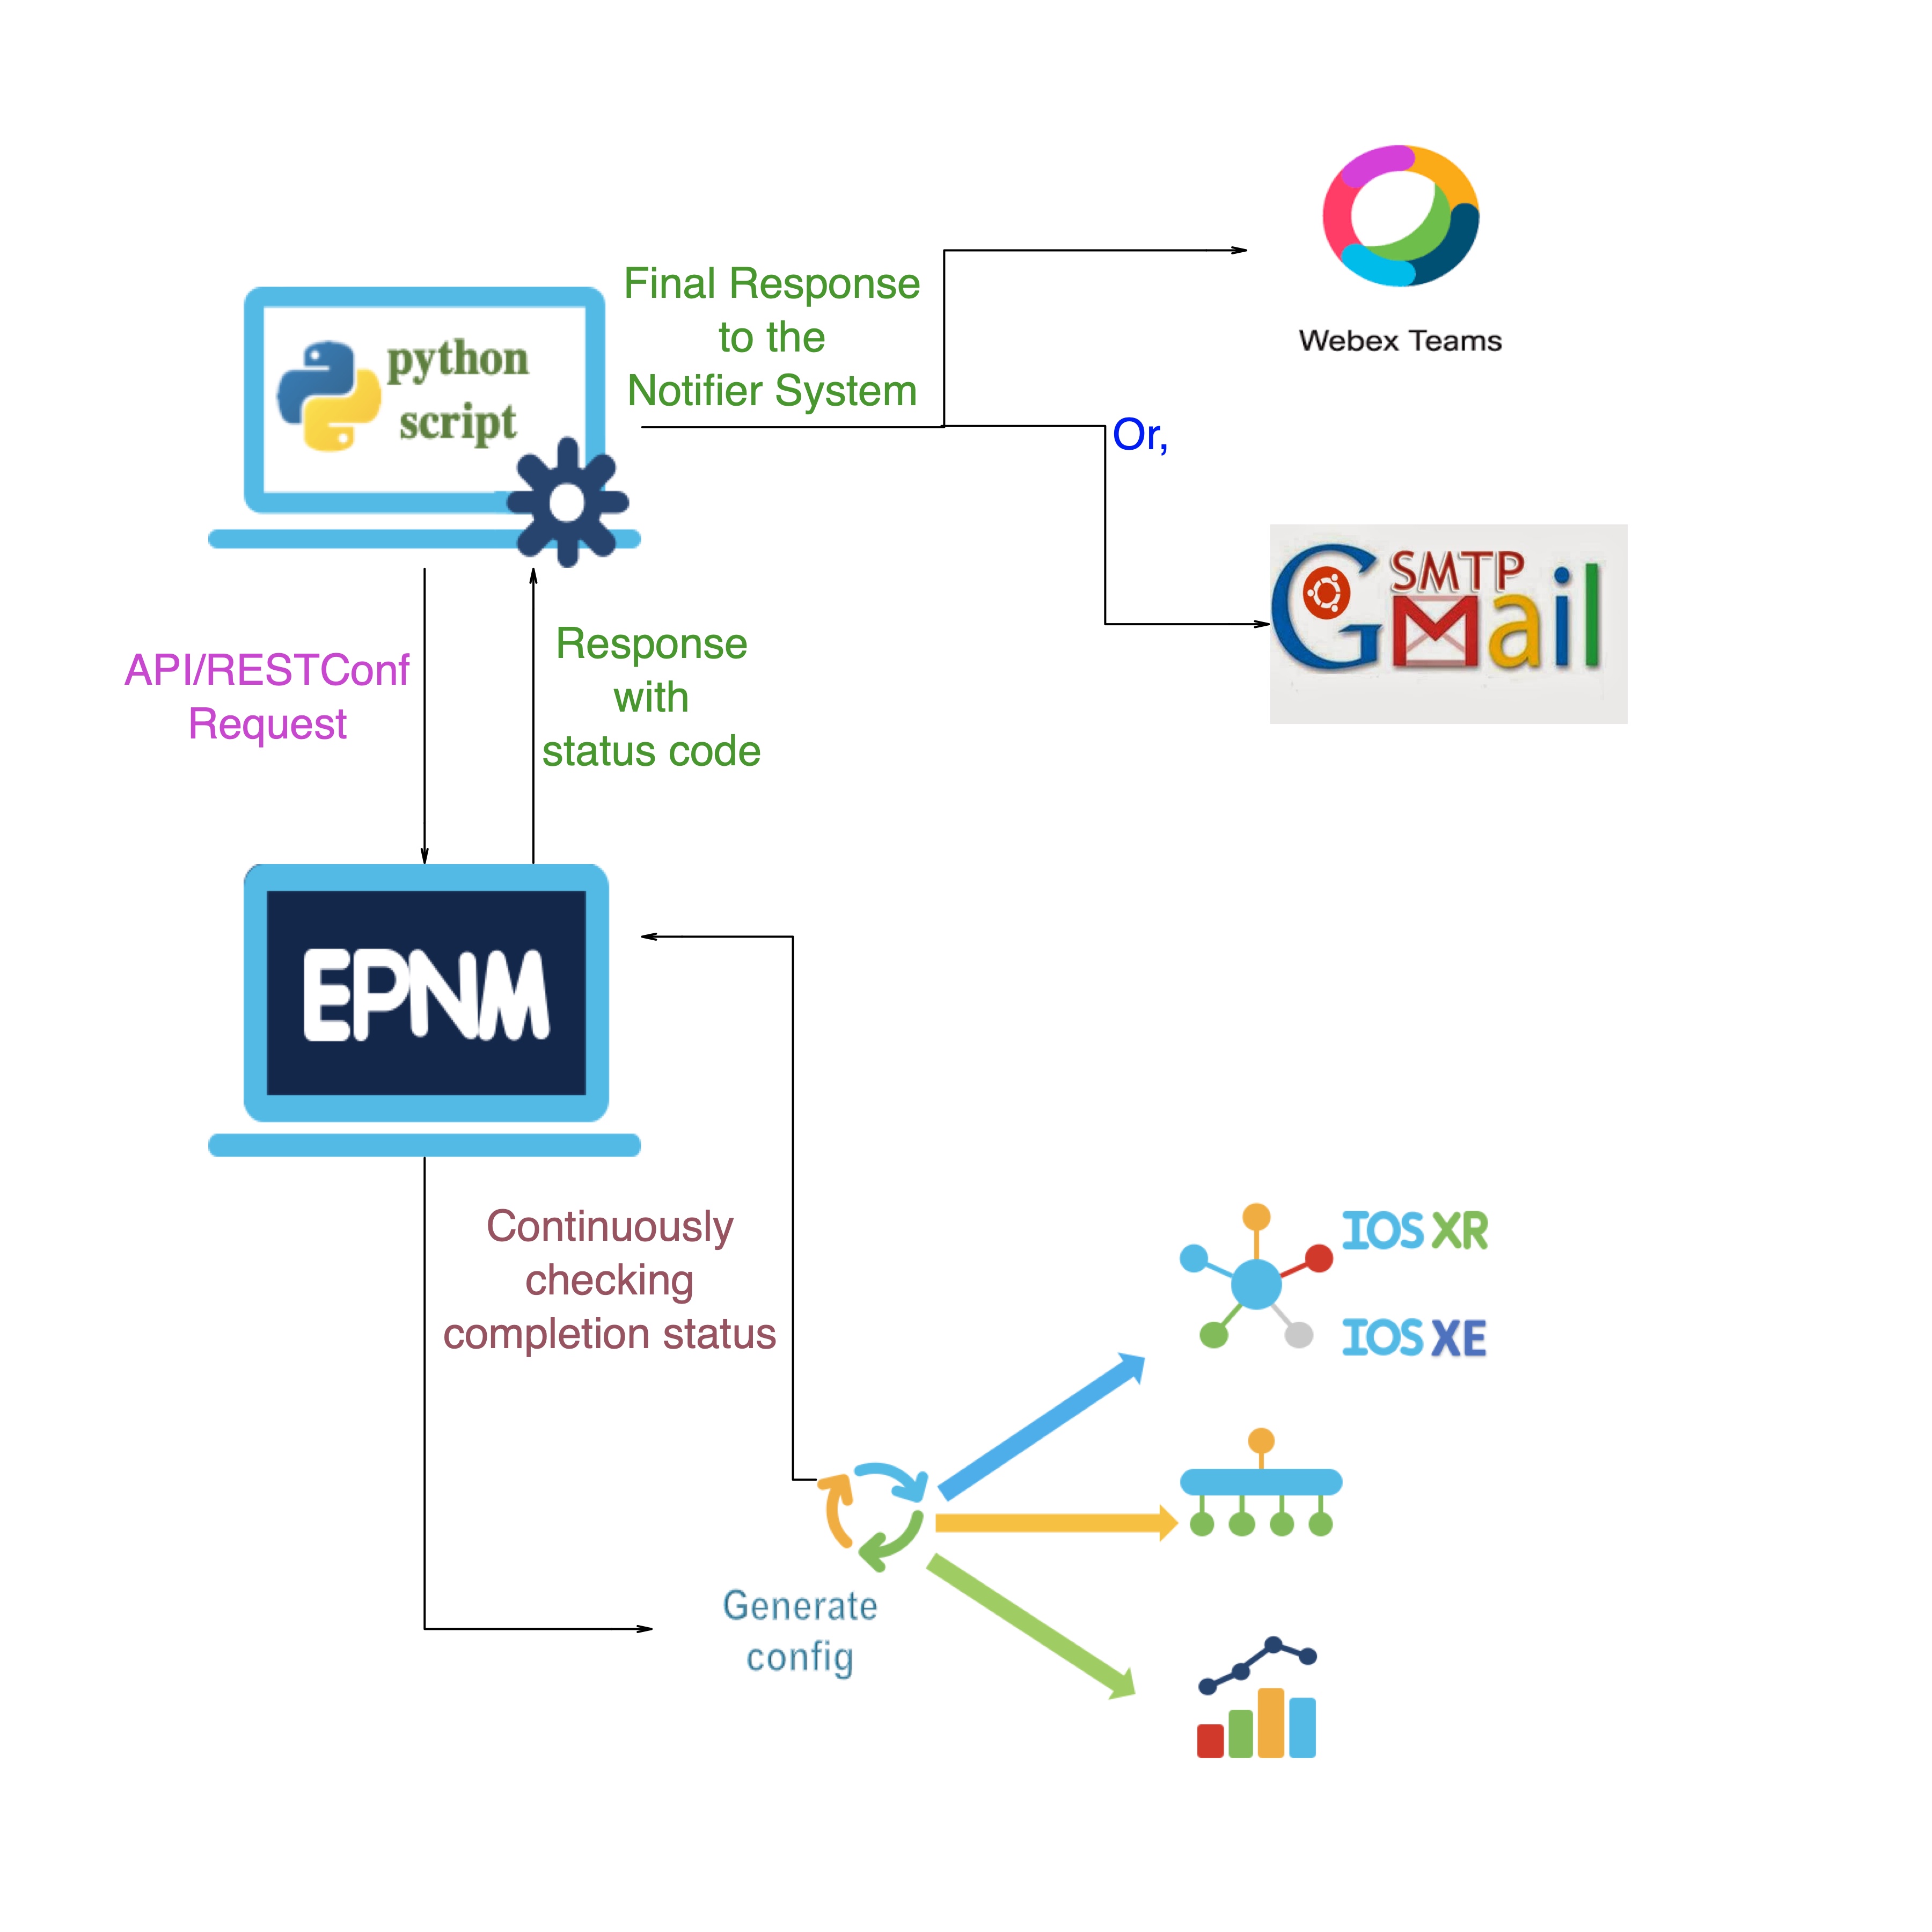 Final Response
to the
Notifier System
Webex Teams
python
script
Or,
SMTP
GMail
API/RESTConf
Request
Response
with
status code
EPNM
Continuously
checking
completion status
IOS XR
IOS XE
Generate
config